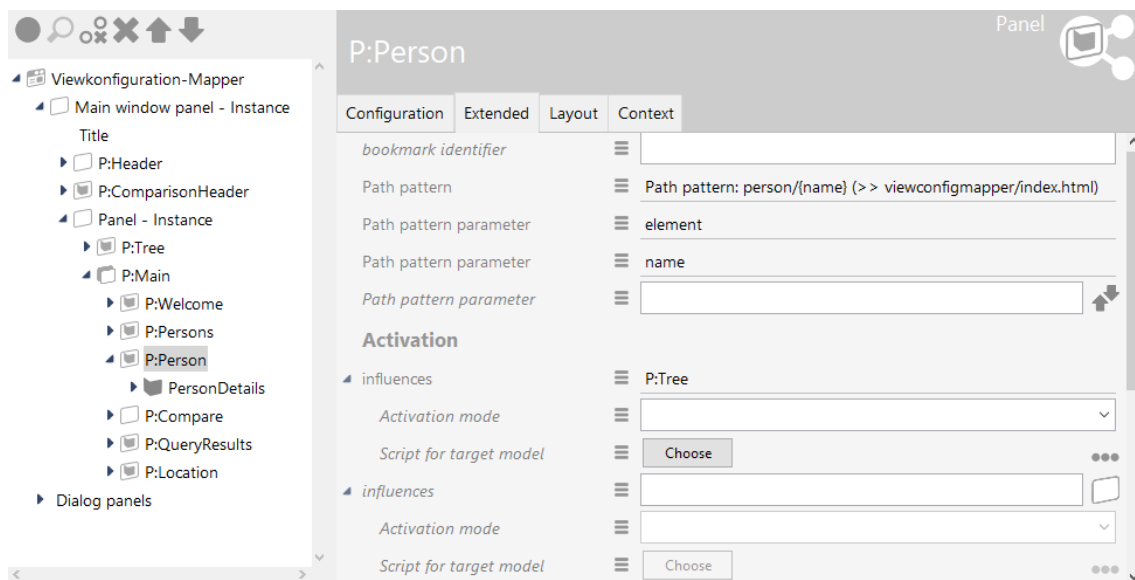 Panel
P:Person
Viewkonfiguration-Mapper
Main window panel - Instance
Title
P:Header
P:ComparisonHeader
Panel - Instance
P:Tree
P:Main
P:Welcome
P:Persons
P:Person
PersonDetails
P:Compare
P:QueryResults
P:Location
Dialog panels
Configuration Extended Layout Context
bookmark identifier
Path pattern Path pattern: person/{name} (>> viewconfigmapper/index.html)
Path pattern parameter element
Path pattern parameter name
Path pattern parameter
Activation
influences P:Tree
Activation mode
Script for target model Choose
influences
Activation mode
Script for target model Choose